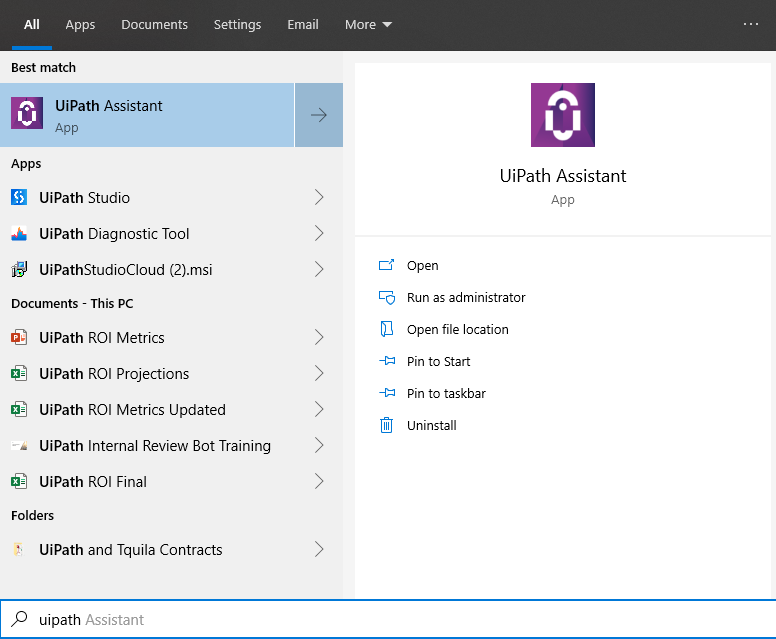 All Apps Documents Settings Email More
Best match
UiPath Assistant
App
Apps
UiPath Studio
UiPath Diagnostic Tool
UiPathStudioCloud (2).msi
Documents - This PC
UiPath ROI Metrics
UiPath ROI Projections
UiPath ROI Metrics Updated
UiPath Internal Review Bot Training
UiPath ROI Final
Folders
UiPath and Tquila Contracts
uipath Assistant
UiPath Assistant
App
Open
Run as administrator
Open file location
Pin to Start
Pin to taskbar
Uninstall